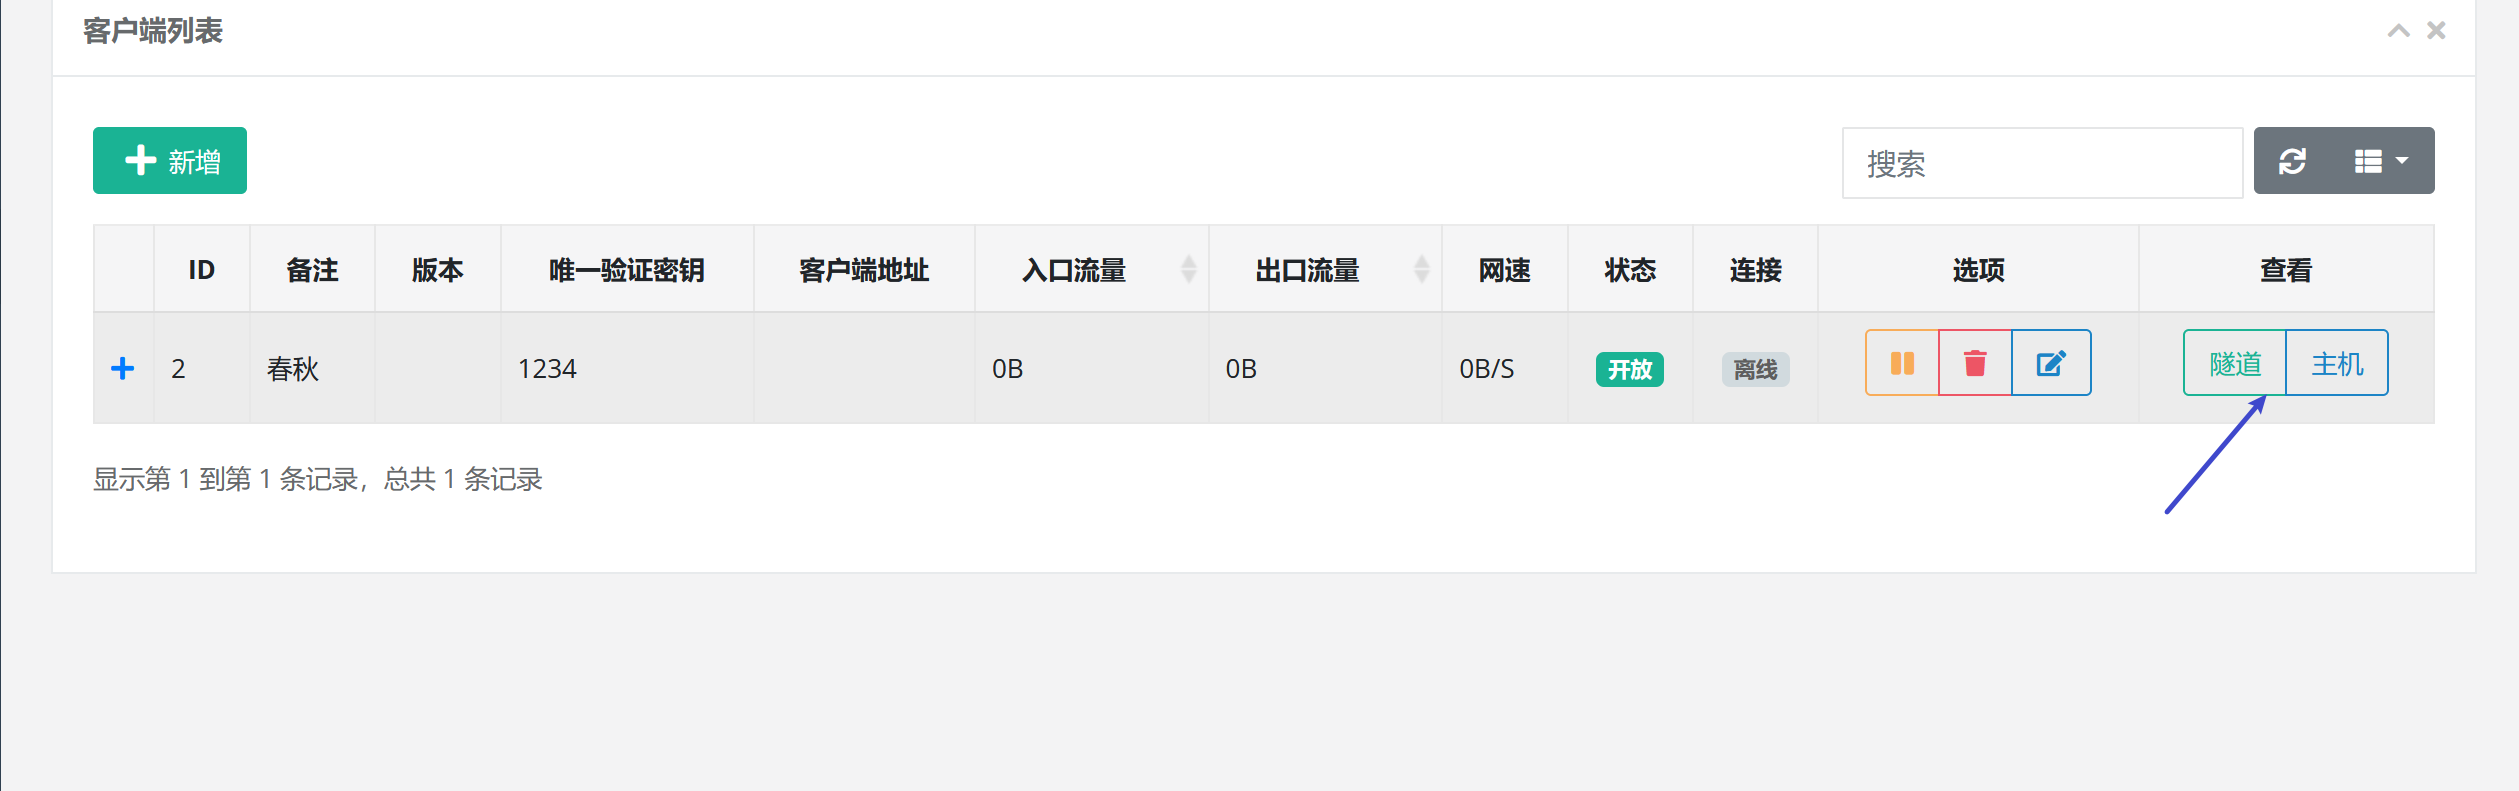 客户端列表
新增
搜索
ID 备注 版本 唯一验证密钥 客户端地址 入口流量 出口流量 网速 状态 连接 选项 查看
2 春秋 1234 0B 0B 0B/S 开放 离线 隧道 主机
显示第 1 到第 1 条记录，总共 1 条记录